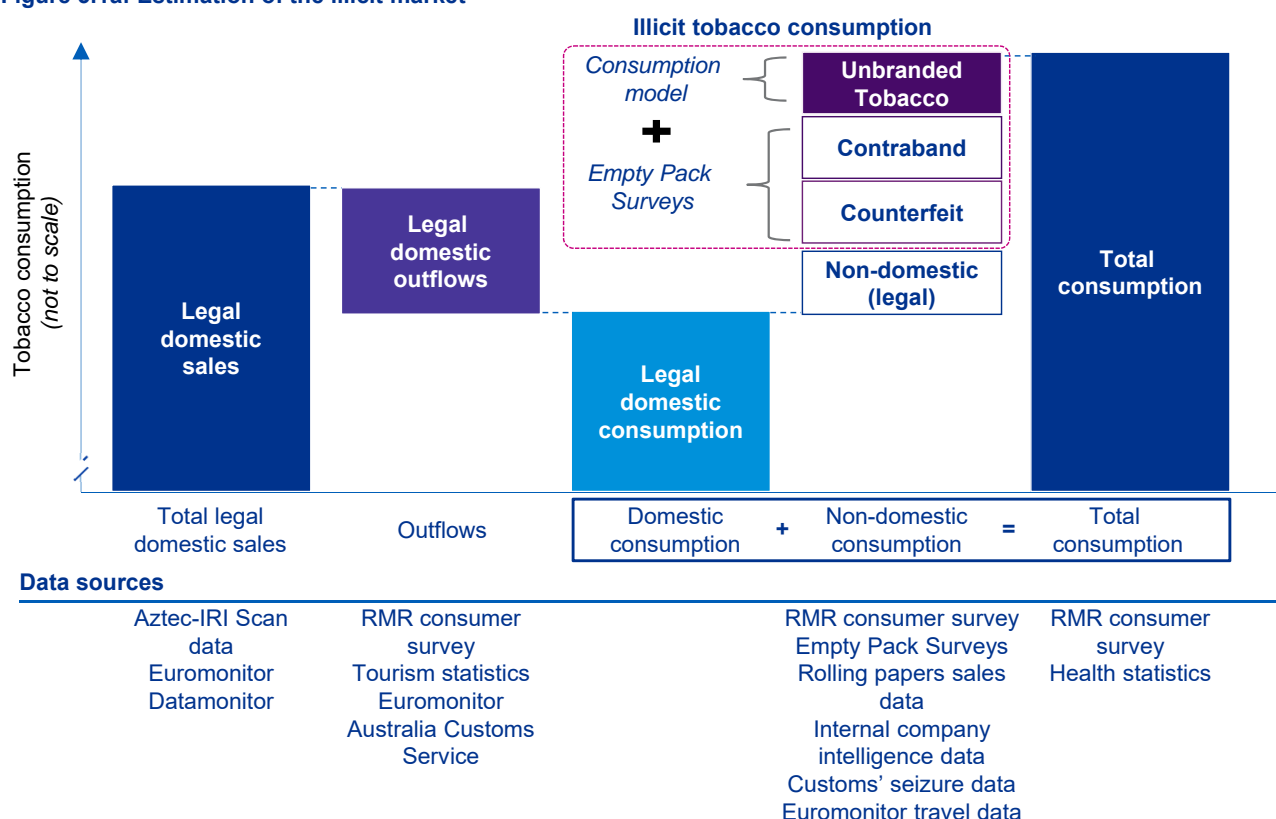 Illicit tobacco consumption
Tobacco consumption
(not to scale)
Legal
domestic
sales
Legal
domestic
outflows
Legal
domestic
consumption
Consumption
model
+
Empty Pack
Surveys
Unbranded
Tobacco
Contraband
Counterfeit
Non-domestic
(legal)
Total
consumption
Total legal
domestic sales
Outflows
Domestic
consumption
+
Non-domestic
consumption
=
Total
consumption
Data sources
Aztec-IRI Scan
data
Euromonitor
Datamonitor
RMR consumer
survey
Tourism statistics
Euromonitor
Australia Customs
Service
RMR consumer survey
Empty Pack Surveys
Rolling papers sales
data
Internal company
intelligence data
Customs’ seizure data
Euromonitor travel data
RMR consumer
survey
Health statistics